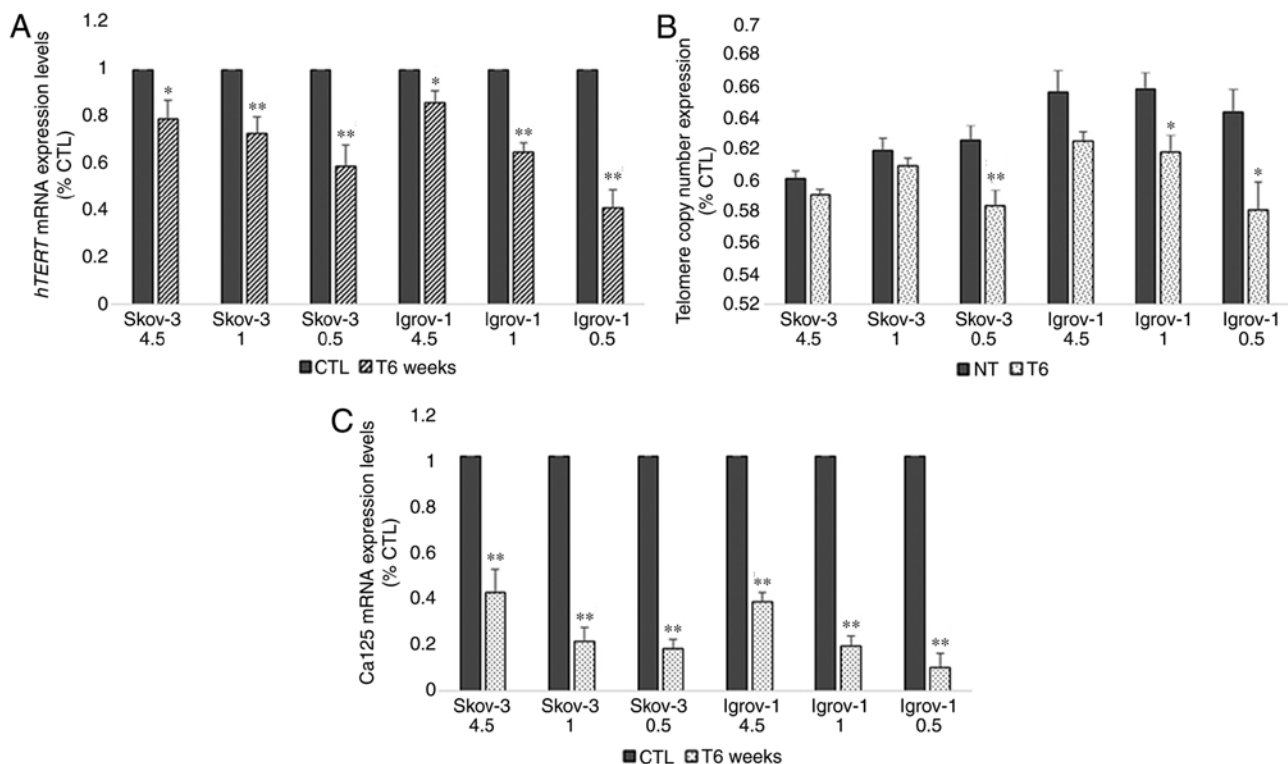 A
hTERT mRNA expression levels
(% CTL)
1.2
1
0.8
0.6
0.4
0.2
0
*
**
**
*
**
**
Skov-3 Skov-3 Skov-3 Igrov-1 Igrov-1 Igrov-1
4.5 1 0.5 4.5 1 0.5
CTL T6 weeks
B
Telomere copy number expression
(% CTL)
0.7
0.66
0.64
0.62
0.6
0.58
0.56
0.54
0.52
**
*
*
Skov-3 Skov-3 Skov-3 Igrov-1 Igrov-1 Igrov-1
4.5 1 0.5 4.5 1 0.5
NT T6
C
Ca125 mRNA expression levels
(% CTL)
1.2
1
0.8
0.6
0.4
0.2
0
**
**
**
**
**
**
Skov-3 Skov-3 Skov-3 Igrov-1 Igrov-1 Igrov-1
4.5 1 0.5 4.5 1 0.5
CTL T6 weeks